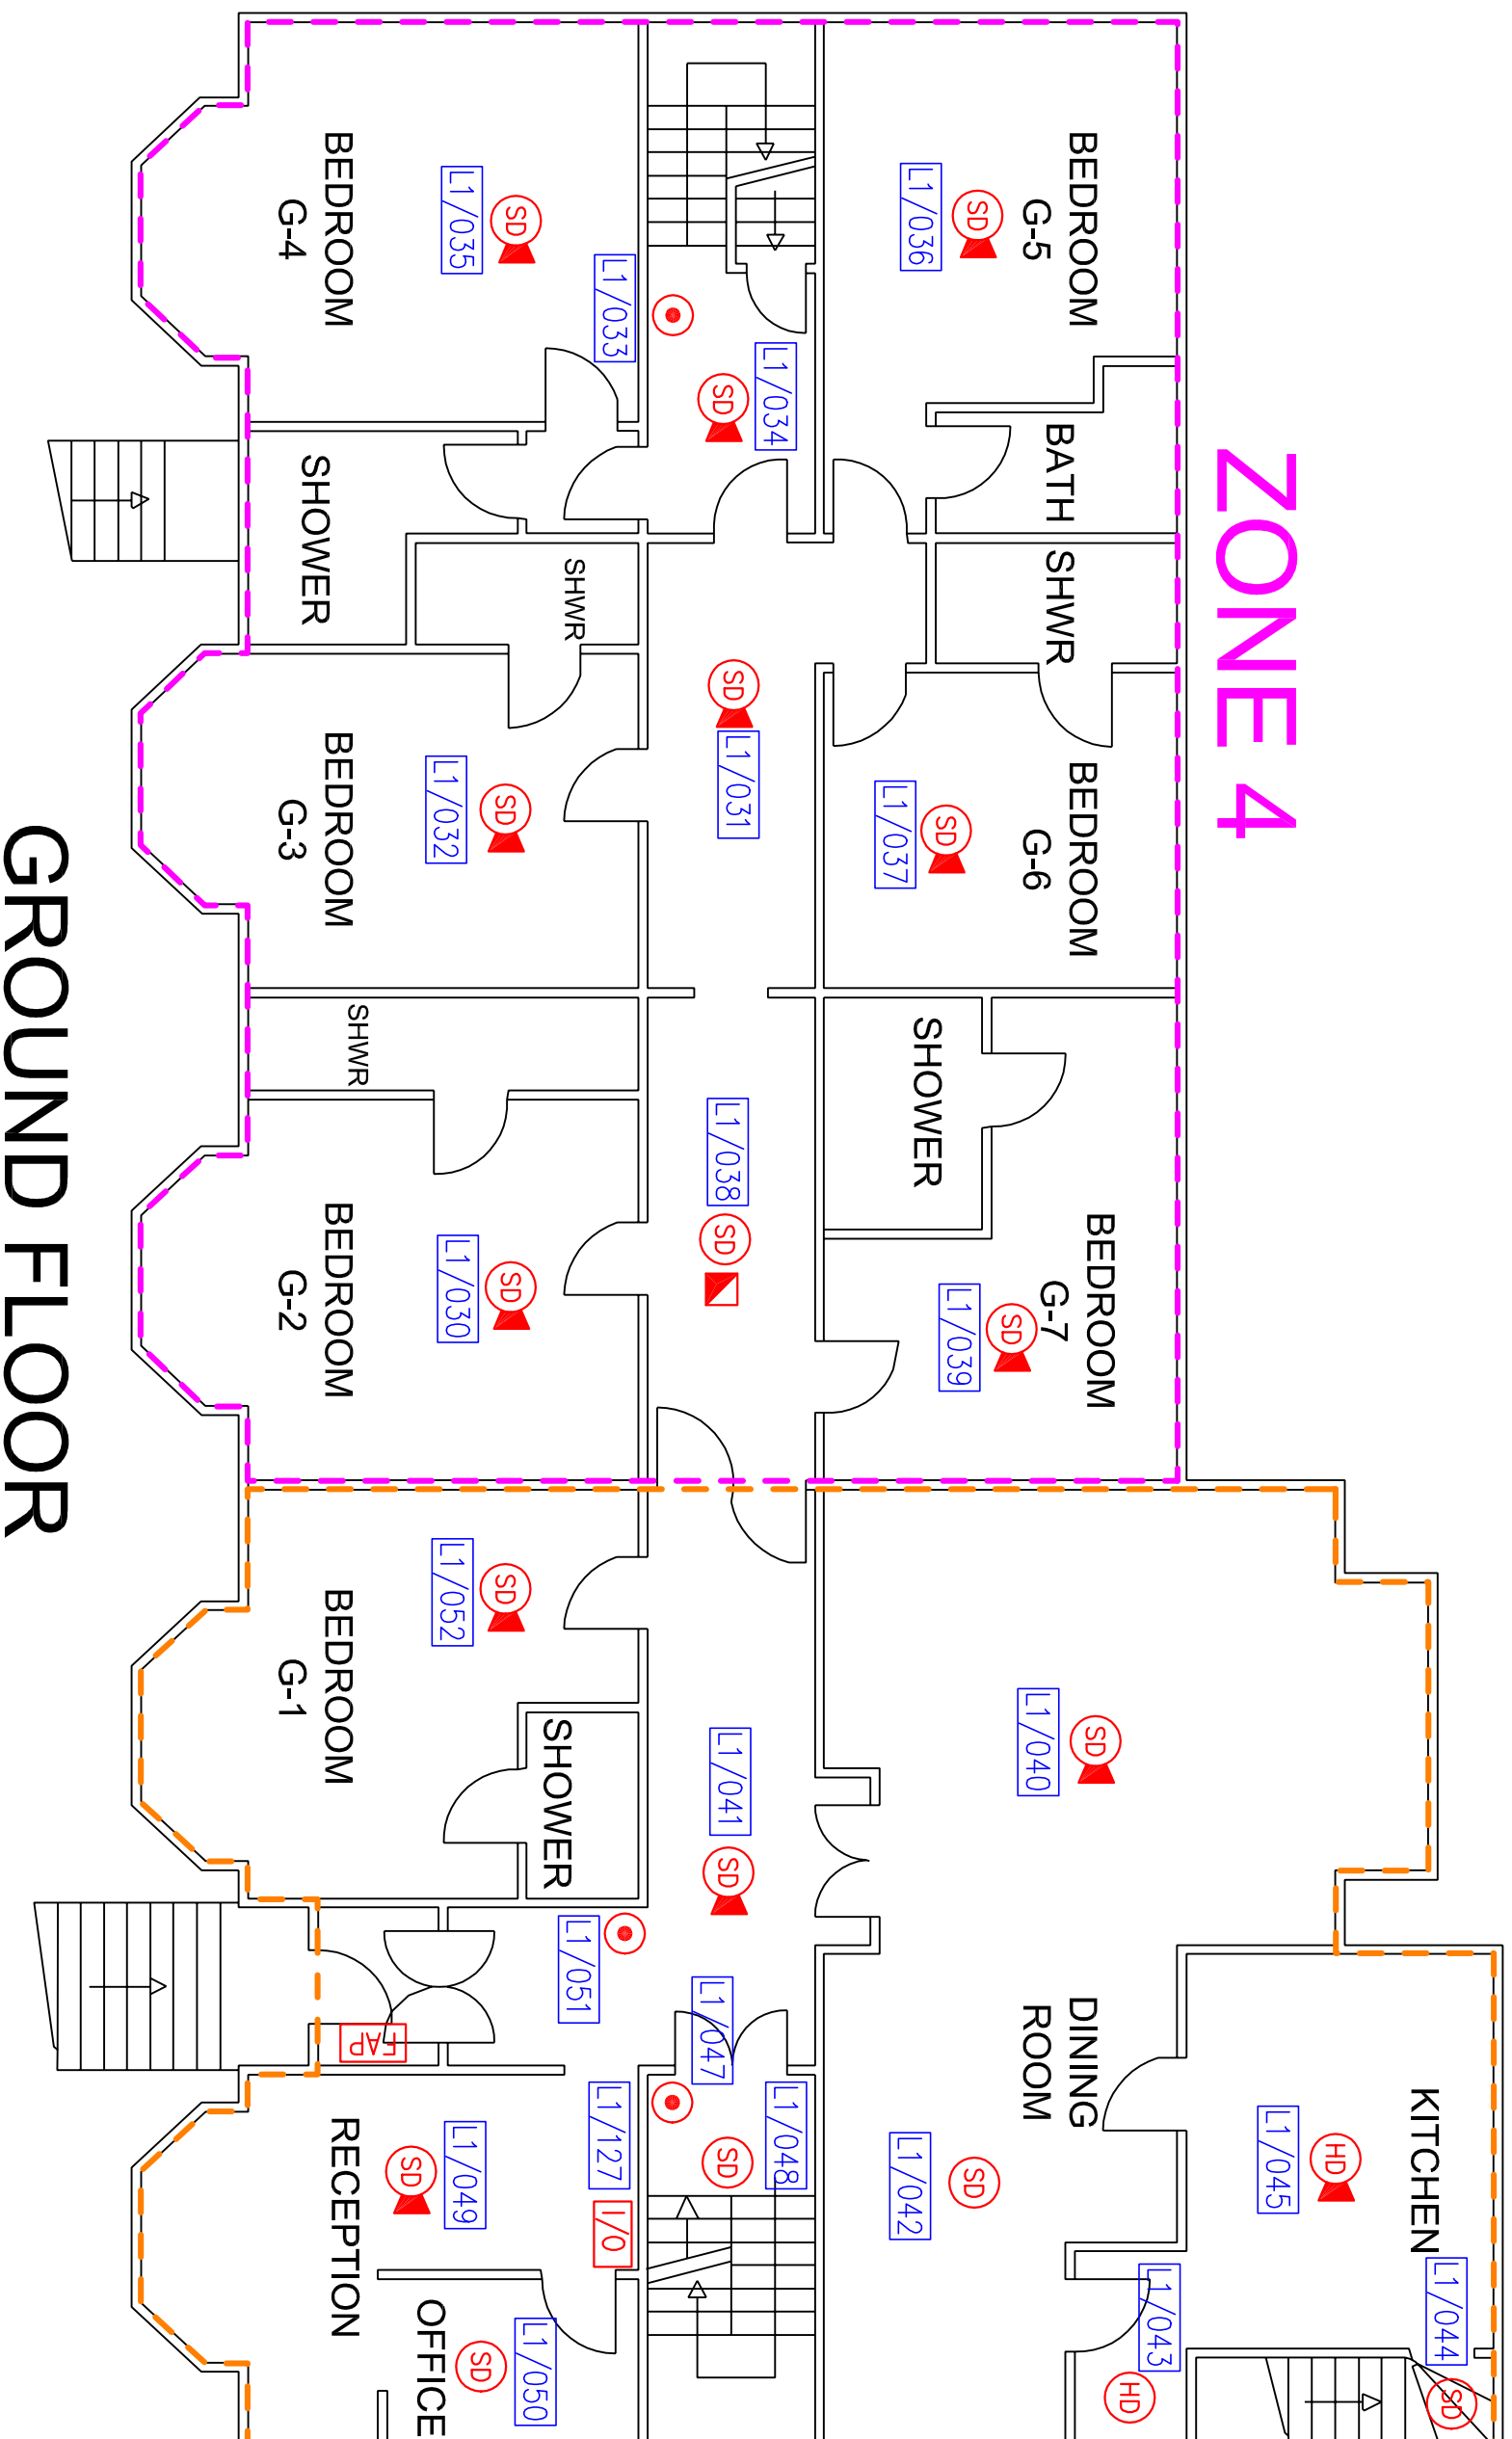 ZONE 4
KITCHEN
L1/044
SD
HD
L1/045
L1/043
HD
BEDROOM
G-5
BATH
SHWR
BEDROOM
G-6
BEDROOM
G-7
DINING
ROOM
SD
L1/036
SD
L1/037
SHOWER
SD
L1/039
SD
L1/040
SD
L1/042
L1/034
SD
SD
L1/031
L1/038
SD
L1/041
SD
L1/047
L1/048
SD
L1/033
SHWR
SHOWER
L1/051
L1/127
I/O
SD
L1/035
SD
L1/032
SD
L1/030
SD
L1/052
L1/049
SD
L1/050
SD
OFFICE
FAP
BEDROOM
G-4
SHOWER
BEDROOM
G-3
SHWR
BEDROOM
G-2
BEDROOM
G-1
RECEPTION
GROUND FLOOR